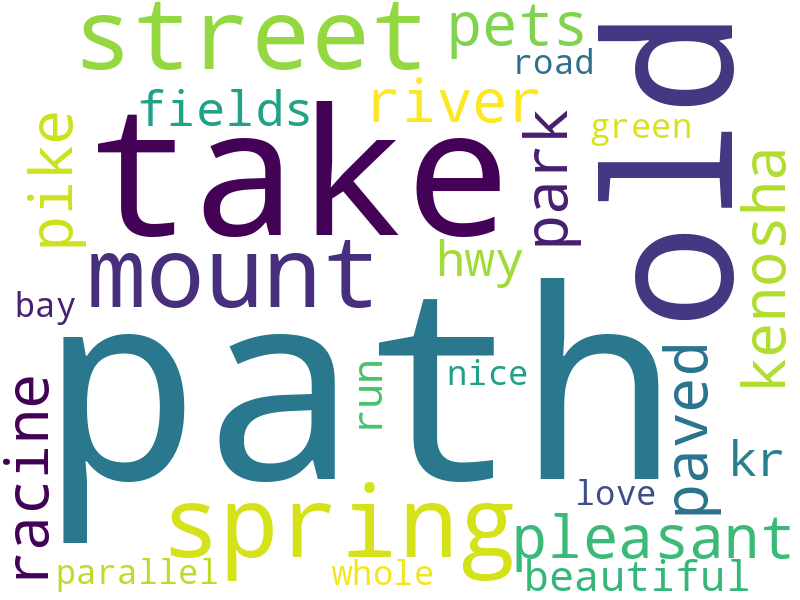 street
pets
old
road
take
fields
river
pike
park
green
kenosha
mount
hwy
bay
path
racine
run
nice
paved
kr
spring
love
pleasant
parallel
whole
beautiful